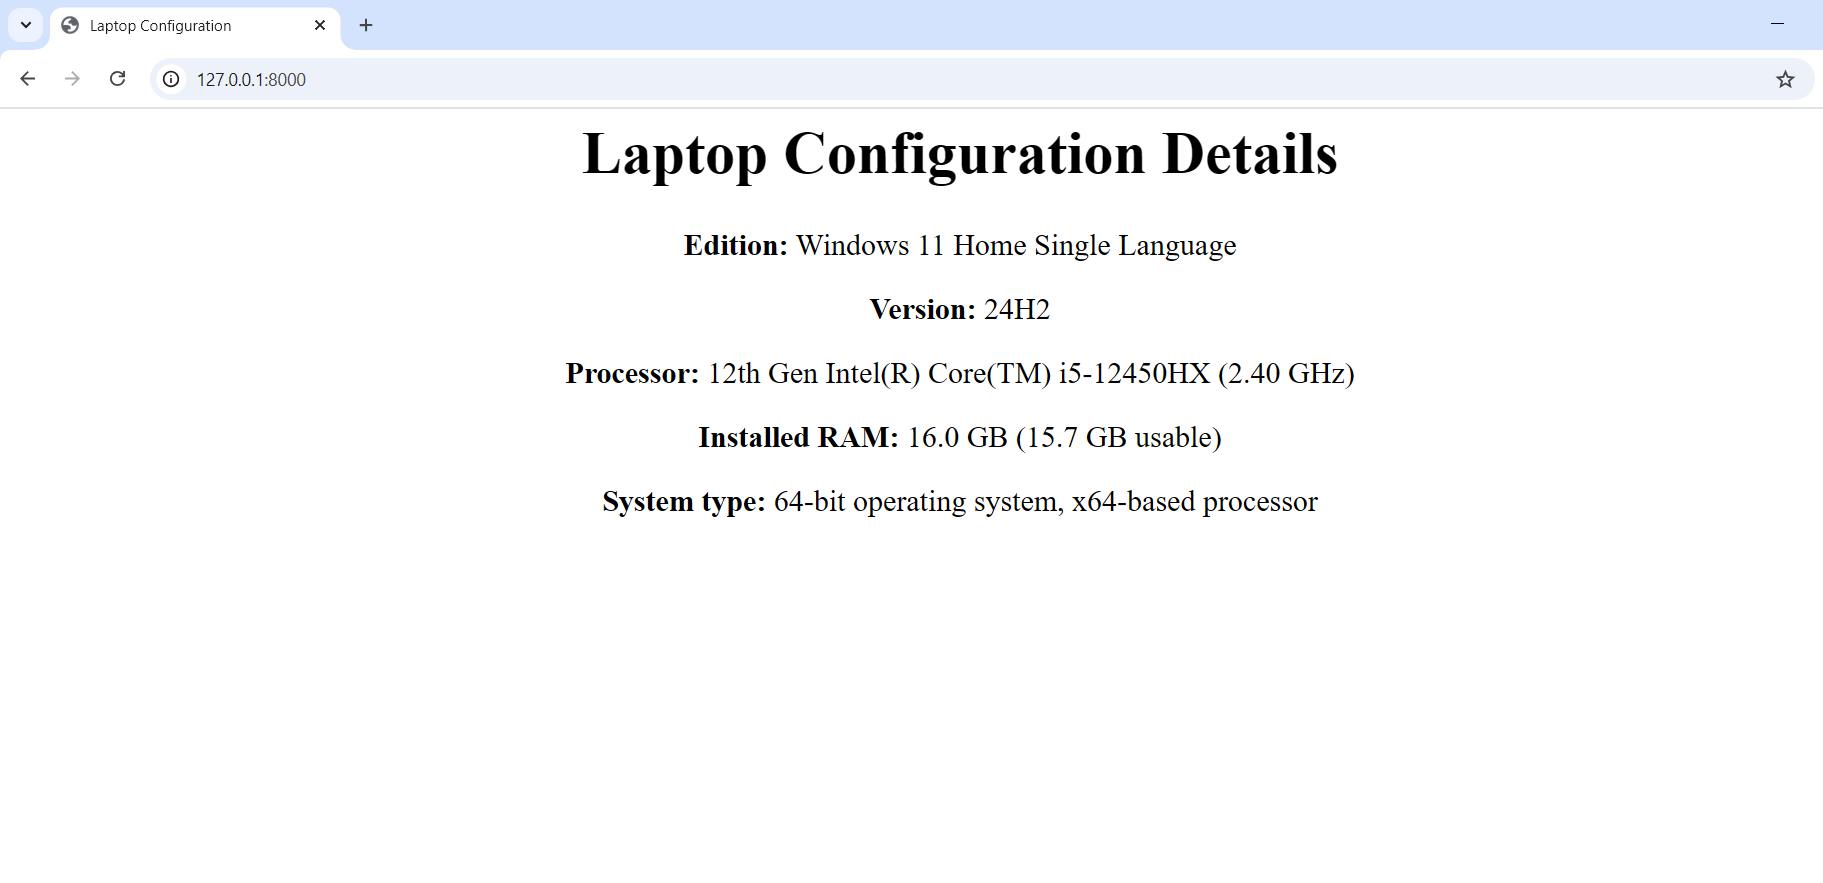 Laptop Configuration
127.0.0.1:8000
Laptop Configuration Details
Edition: Windows 11 Home Single Language
Version: 24H2
Processor: 12th Gen Intel(R) Core(TM) i5-12450HX (2.40 GHz)
Installed RAM: 16.0 GB (15.7 GB usable)
System type: 64-bit operating system, x64-based processor